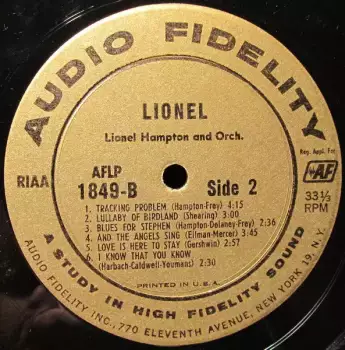 AUDIO FIDELITY
LIONEL
Lionel Hampton and Orch.
AFLP
1849-B
Side 2
RIAA
Reg. Appl. For
AF
33⅓
RPM
1. TRACKING PROBLEM (Hampton-Frey) 4:15
2. LULLABY OF BIRDLAND (Shearing) 3:00
3. BLUES FOR STEPHEN (Hampton-Delaney-Frey) 2:36
4. AND THE ANGELS SING (Elman-Mercer) 3:45
5. LOVE IS HERE TO STAY (Gershwin) 2:57
6. I KNOW THAT YOU KNOW
(Harbach-Caldwell-Youmans) 2:30
PRINTED IN U.S.A.
A STUDY IN HIGH FIDELITY SOUND
AUDIO FIDELITY INC., 770 ELEVENTH AVENUE, NEW YORK 19, N.Y.